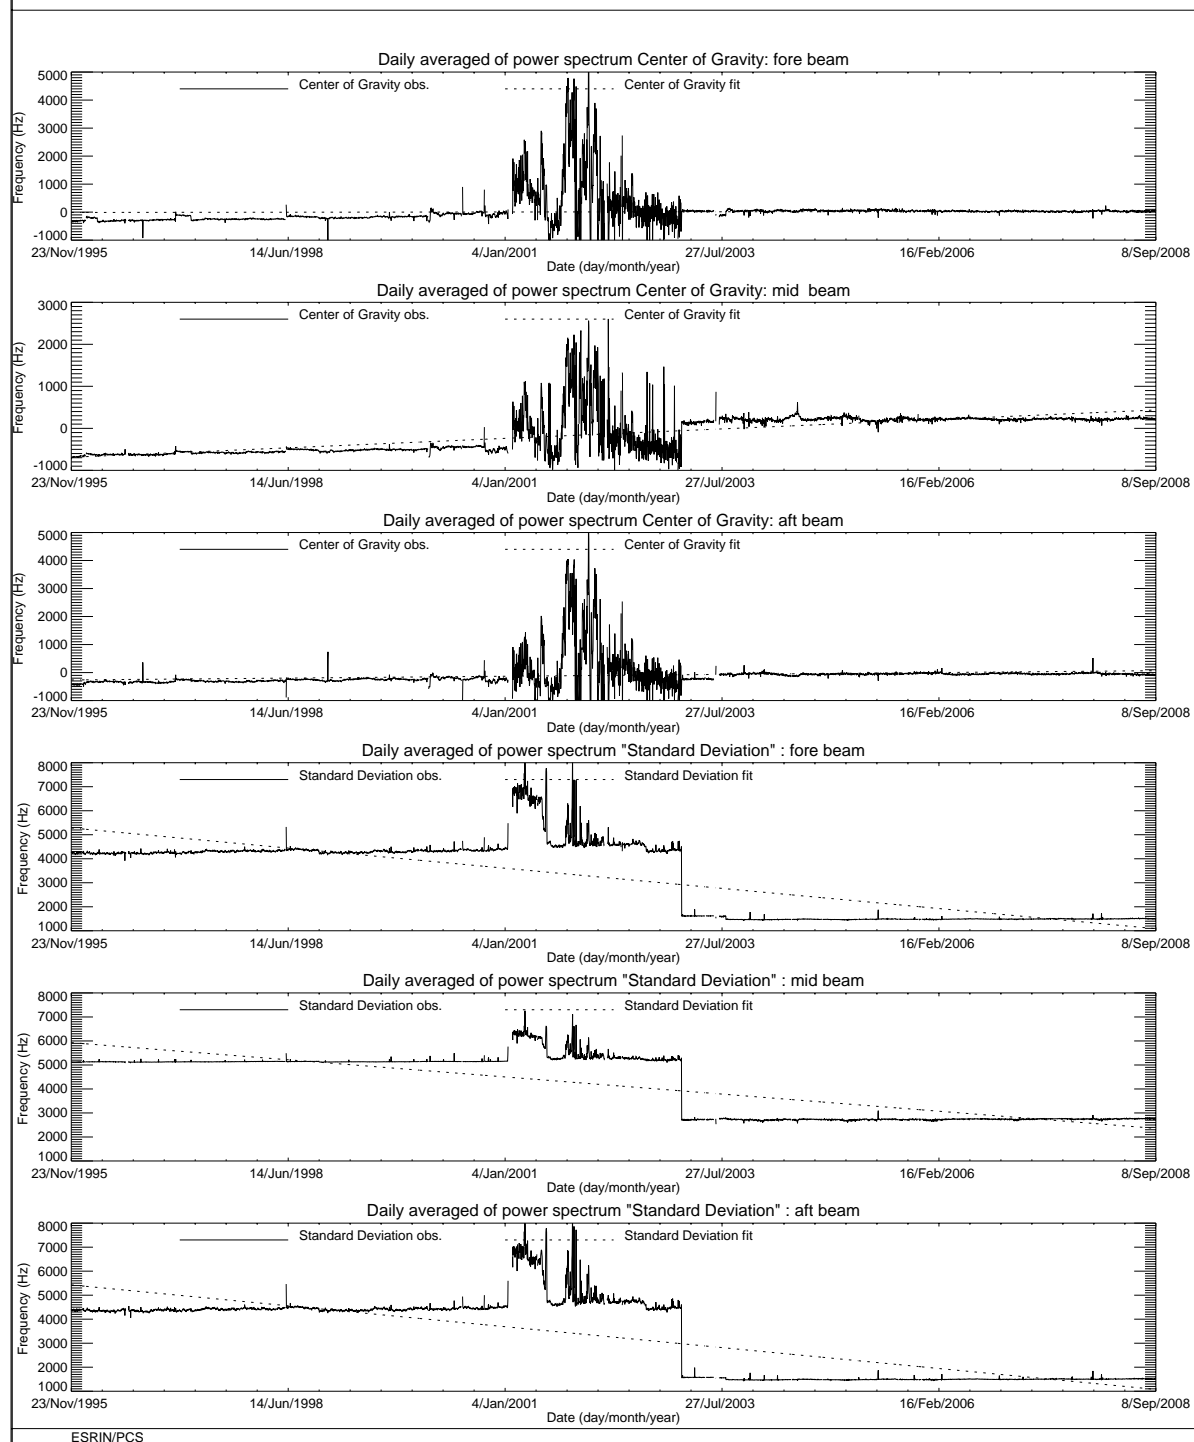 Daily averaged of power spectrum Center of Gravity: fore beam
5000
4000
3000
2000
1000
0
-1000
Frequency (Hz)
Center of Gravity obs.
Center of Gravity fit
23/Nov/1995
14/Jun/1998
4/Jan/2001
27/Jul/2003
16/Feb/2006
8/Sep/2008
Date (day/month/year)
Daily averaged of power spectrum Center of Gravity: mid beam
3000
2000
1000
0
-1000
Frequency (Hz)
Center of Gravity obs.
Center of Gravity fit
23/Nov/1995
14/Jun/1998
4/Jan/2001
27/Jul/2003
16/Feb/2006
8/Sep/2008
Date (day/month/year)
Daily averaged of power spectrum Center of Gravity: aft beam
5000
4000
3000
2000
1000
0
-1000
Frequency (Hz)
Center of Gravity obs.
Center of Gravity fit
23/Nov/1995
14/Jun/1998
4/Jan/2001
27/Jul/2003
16/Feb/2006
8/Sep/2008
Date (day/month/year)
Daily averaged of power spectrum "Standard Deviation" : fore beam
8000
7000
6000
5000
4000
3000
2000
1000
Frequency (Hz)
Standard Deviation obs.
Standard Deviation fit
23/Nov/1995
14/Jun/1998
4/Jan/2001
27/Jul/2003
16/Feb/2006
8/Sep/2008
Date (day/month/year)
Daily averaged of power spectrum "Standard Deviation" : mid beam
8000
7000
6000
5000
4000
3000
2000
1000
Frequency (Hz)
Standard Deviation obs.
Standard Deviation fit
23/Nov/1995
14/Jun/1998
4/Jan/2001
27/Jul/2003
16/Feb/2006
8/Sep/2008
Date (day/month/year)
Daily averaged of power spectrum "Standard Deviation" : aft beam
8000
7000
6000
5000
4000
3000
2000
1000
Frequency (Hz)
Standard Deviation obs.
Standard Deviation fit
23/Nov/1995
14/Jun/1998
4/Jan/2001
27/Jul/2003
16/Feb/2006
8/Sep/2008
Date (day/month/year)
ESRIN/PCS